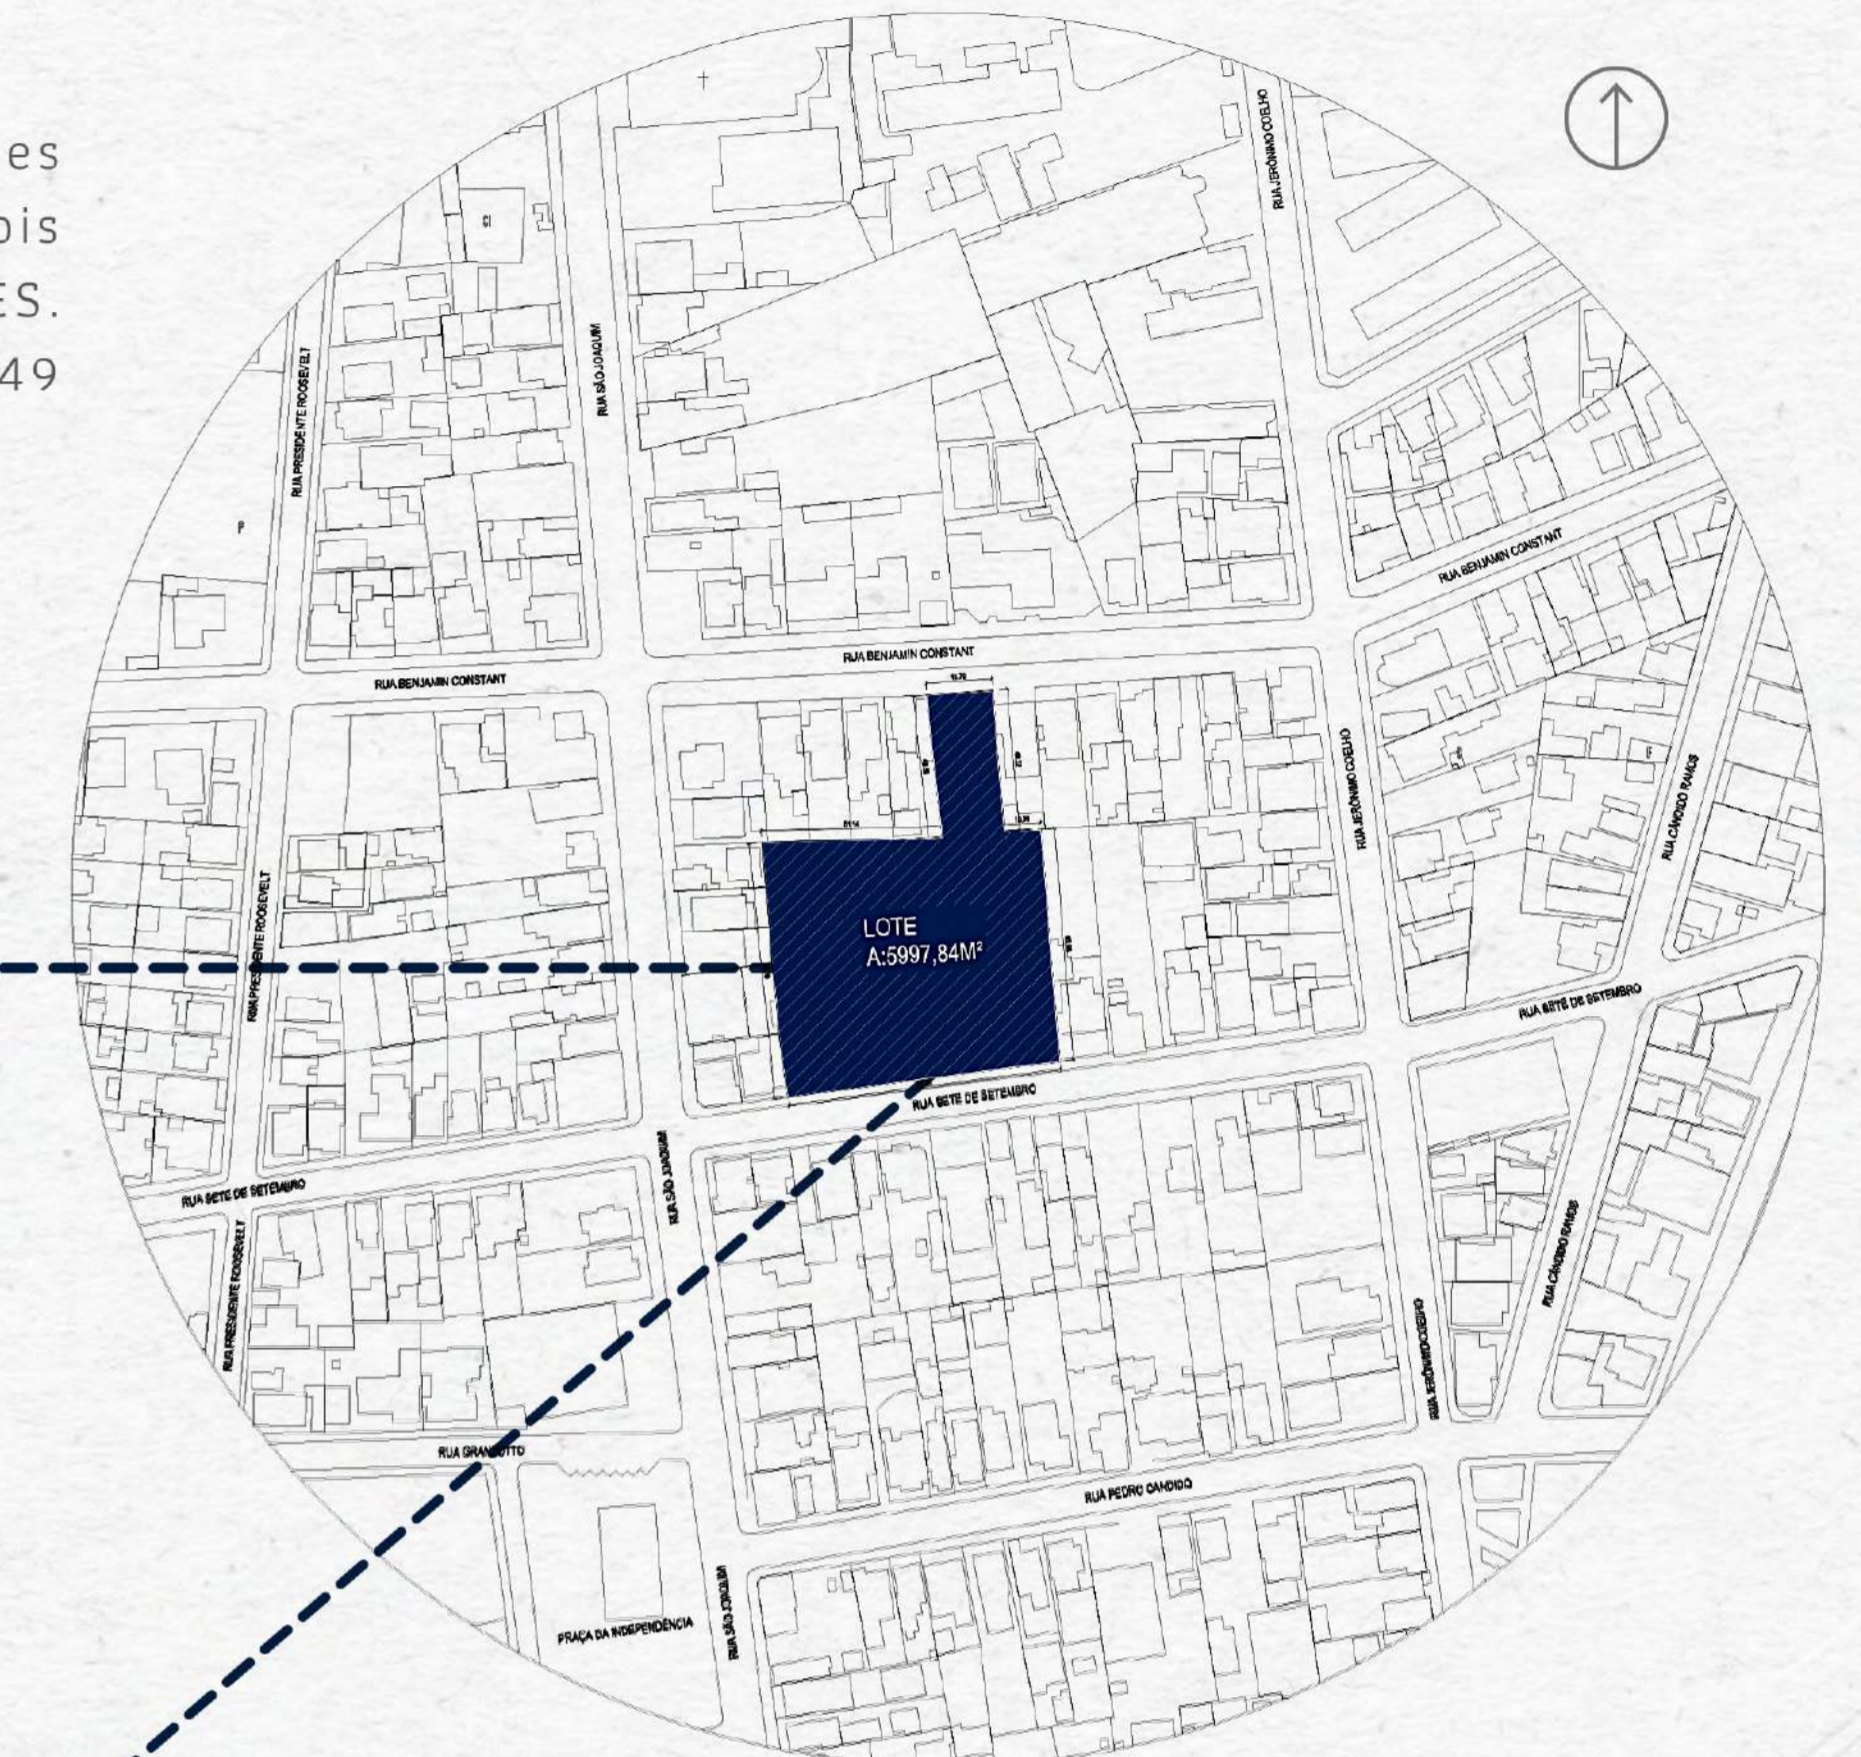 es
ois
ES.
49
RUA JERÔNIMO COELHO
RUA SÃO JOAQUIM
RUA PRESIDENTE ROOSEVELT
RUA BENJAMIN CONSTANT
RUA BENJAMIN CONSTANT
RUA BENJAMIN CONSTANT
RUA JERÔNIMO COELHO
RUA CÂNDIDO RAMOS
LOTE
A:5997,84M²
RUA PRESIDENTE ROOSEVELT
RUA SETE DE SETEMBRO
RUA SETE DE SETEMBRO
RUA SÃO JOAQUIM
RUA SETE DE SETEMBRO
RUA PRESIDENTE ROOSEVELT
RUA CÂNDIDO RAMOS
RUA JERÔNIMO COELHO
RUA PEDRO CANDIDO
RUA SÃO JOAQUIM
PRAÇA DA INDEPENDÊNCIA